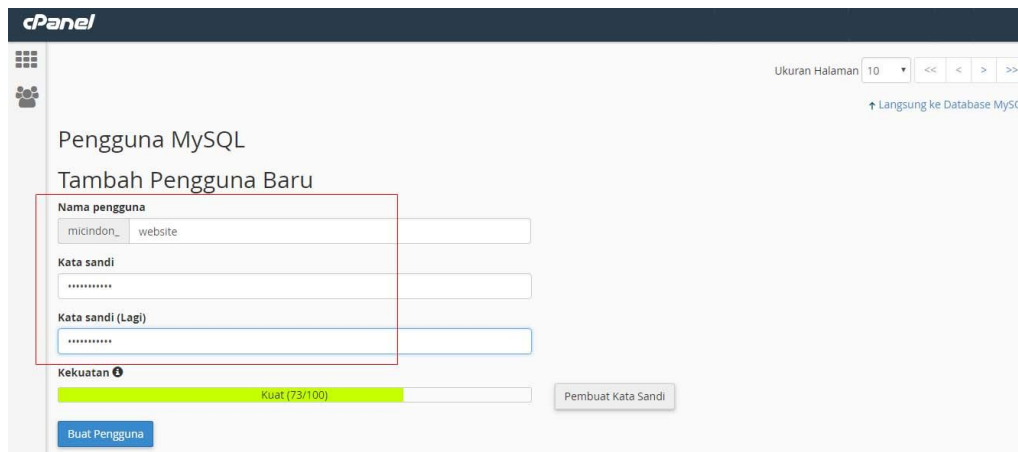 cPanel
Ukuran Halaman 10 << < > >>
Langsung ke Database MySQ
Pengguna MySQL
Tambah Pengguna Baru
Nama pengguna
micindon_ website
Kata sandi
•••••••••••
Kata sandi (Lagi)
•••••••••••
Kekuatan
Kuat (73/100)
Pembuat Kata Sandi
Buat Pengguna